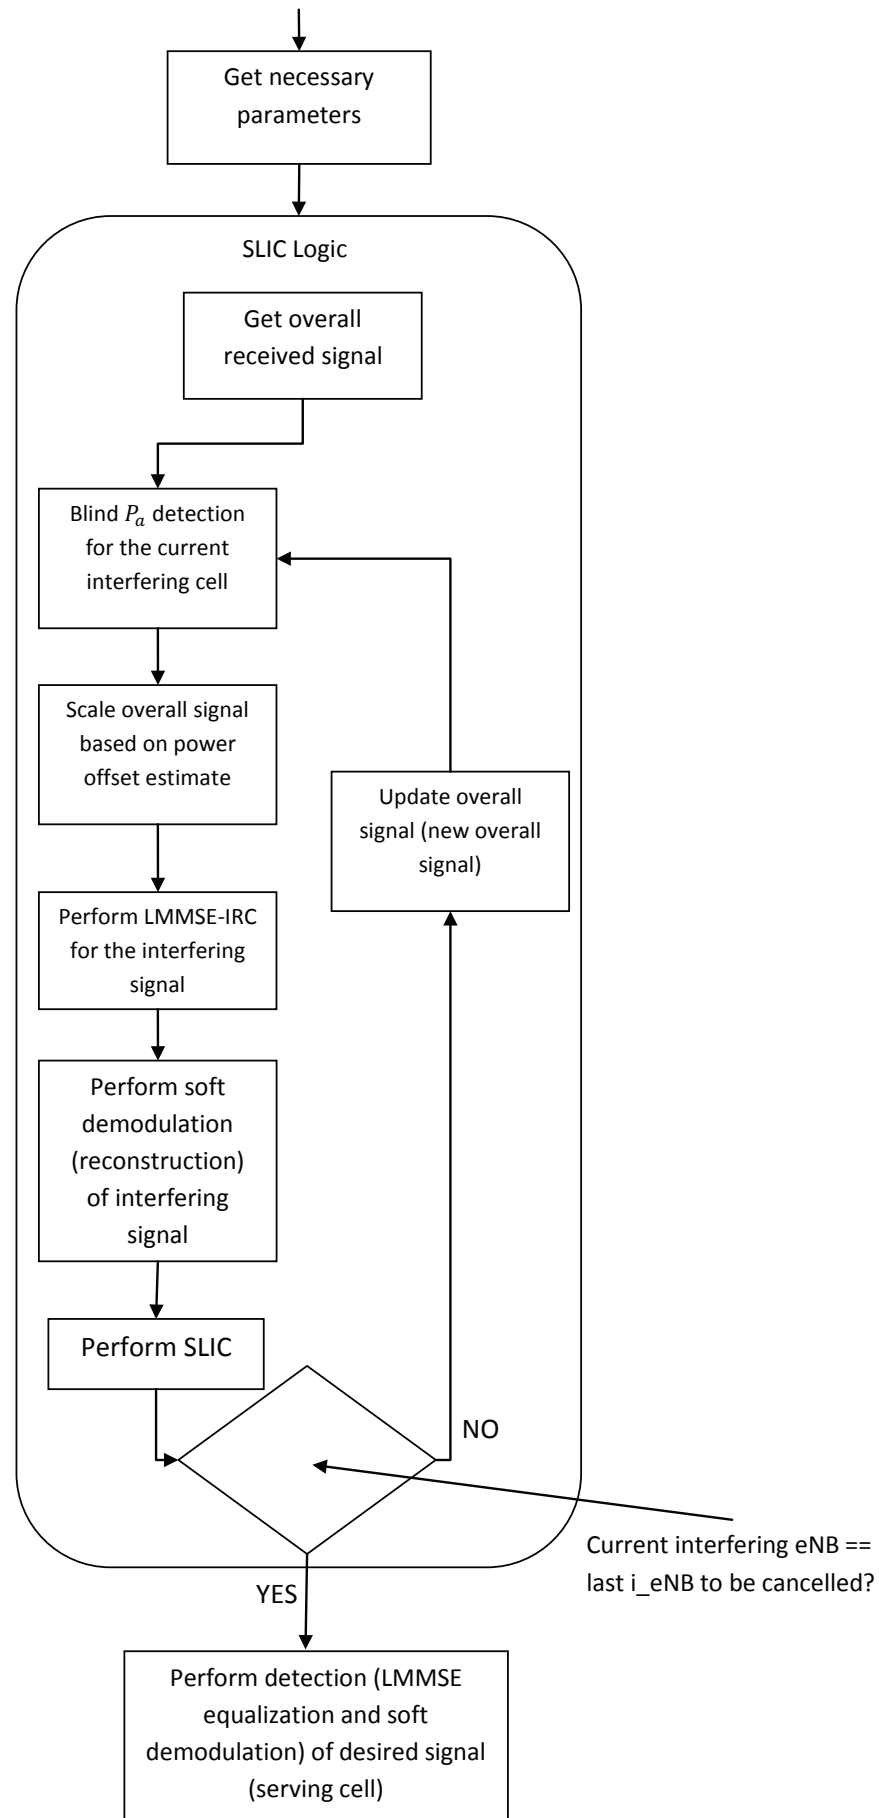 Get necessary
parameters
SLIC Logic
Get overall
received signal
Blind Pₐ detection
for the current
interfering cell
Scale overall signal
based on power
offset estimate
Update overall
signal (new overall
signal)
Perform LMMSE-IRC
for the interfering
signal
Perform soft
demodulation
(reconstruction)
of interfering
signal
Perform SLIC
NO
Current interfering eNB ==
last i_eNB to be cancelled?
YES
Perform detection (LMMSE
equalization and soft
demodulation) of desired signal
(serving cell)